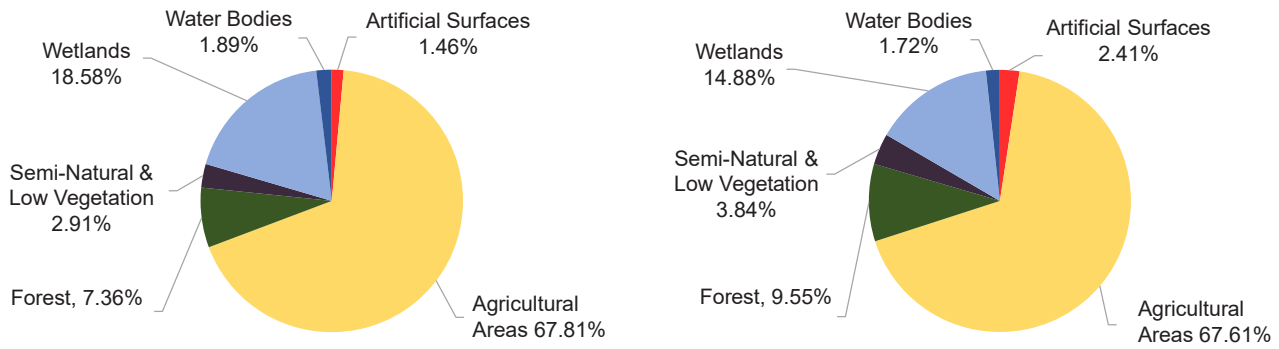 Water Bodies
1.89%
Artificial Surfaces
1.46%
Wetlands
18.58%
Semi-Natural &
Low Vegetation
2.91%
Forest, 7.36%
Agricultural
Areas 67.81%
Water Bodies
1.72%
Artificial Surfaces
2.41%
Wetlands
14.88%
Semi-Natural &
Low Vegetation
3.84%
Forest, 9.55%
Agricultural
Areas 67.61%